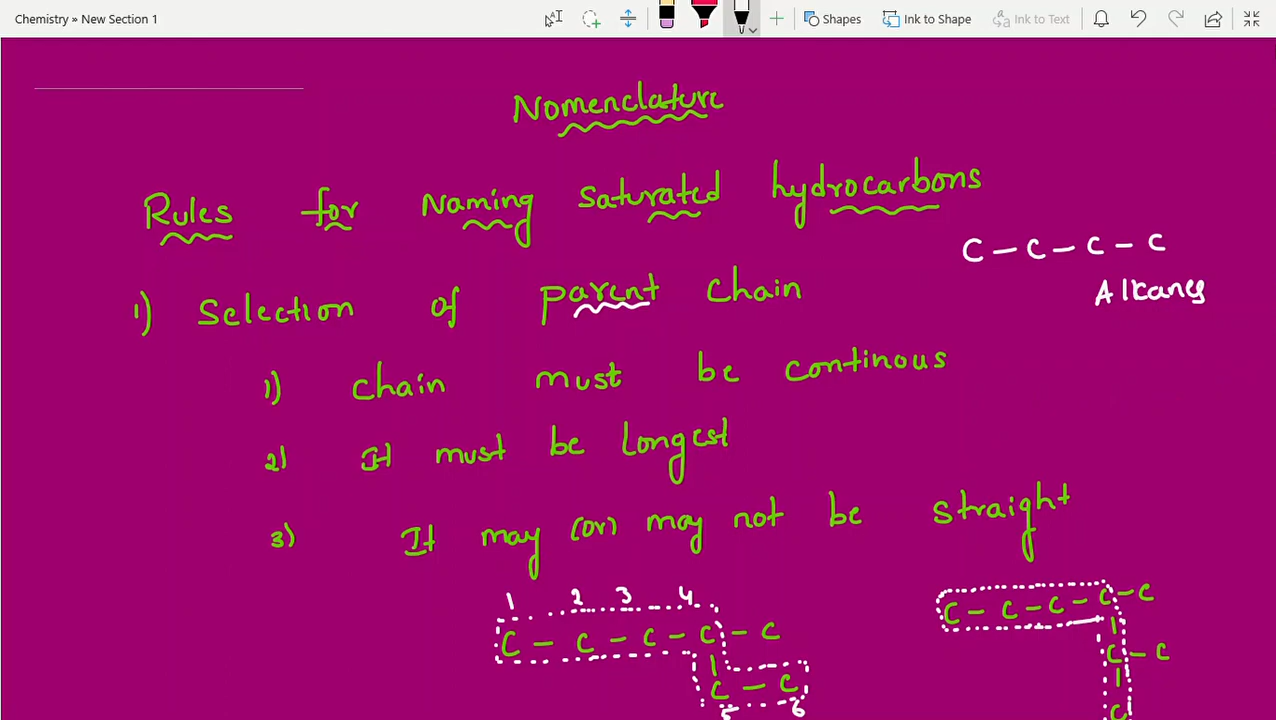 Chemistry » New Section 1
Shapes
Ink to Shape
Ink to Text
Nomenclature
Rules for Naming saturated hydrocarbons
C - C - C - C
Alkanes
1) Selection of parent chain
1) chain must be continous
2) It must be Longest
3) It may (or) may not be straight
1 2 3 4
C - C - C - C - C
C - C
5 6
C - C - C - C - C
C - C
C